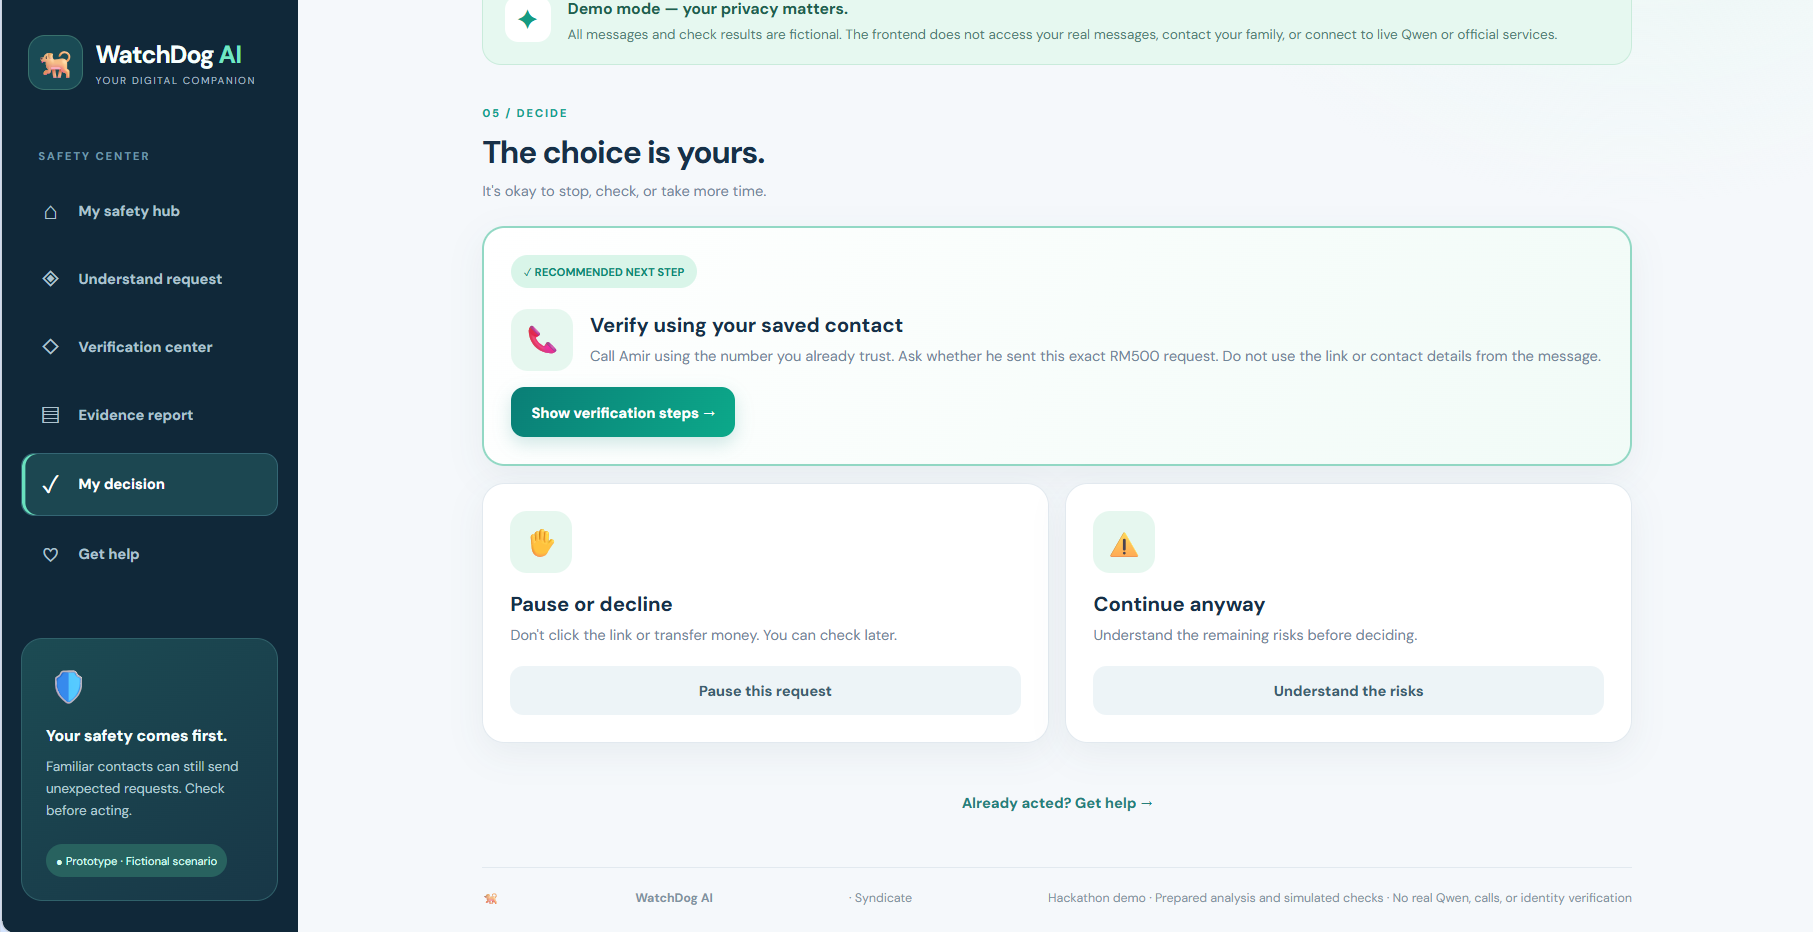 WatchDog AI
YOUR DIGITAL COMPANION
SAFETY CENTER
My safety hub
Understand request
Verification center
Evidence report
My decision
Get help
Your safety comes first.
Familiar contacts can still send
unexpected requests. Check
before acting.
● Prototype · Fictional scenario
Demo mode — your privacy matters.
All messages and check results are fictional. The frontend does not access your real messages, contact your family, or connect to live Qwen or official services.
05 / DECIDE
The choice is yours.
It's okay to stop, check, or take more time.
✓ RECOMMENDED NEXT STEP
Verify using your saved contact
Call Amir using the number you already trust. Ask whether he sent this exact RM500 request. Do not use the link or contact details from the message.
Show verification steps →
Pause or decline
Don't click the link or transfer money. You can check later.
Pause this request
Continue anyway
Understand the remaining risks before deciding.
Understand the risks
Already acted? Get help →
WatchDog AI · Syndicate Hackathon demo · Prepared analysis and simulated checks · No real Qwen, calls, or identity verification